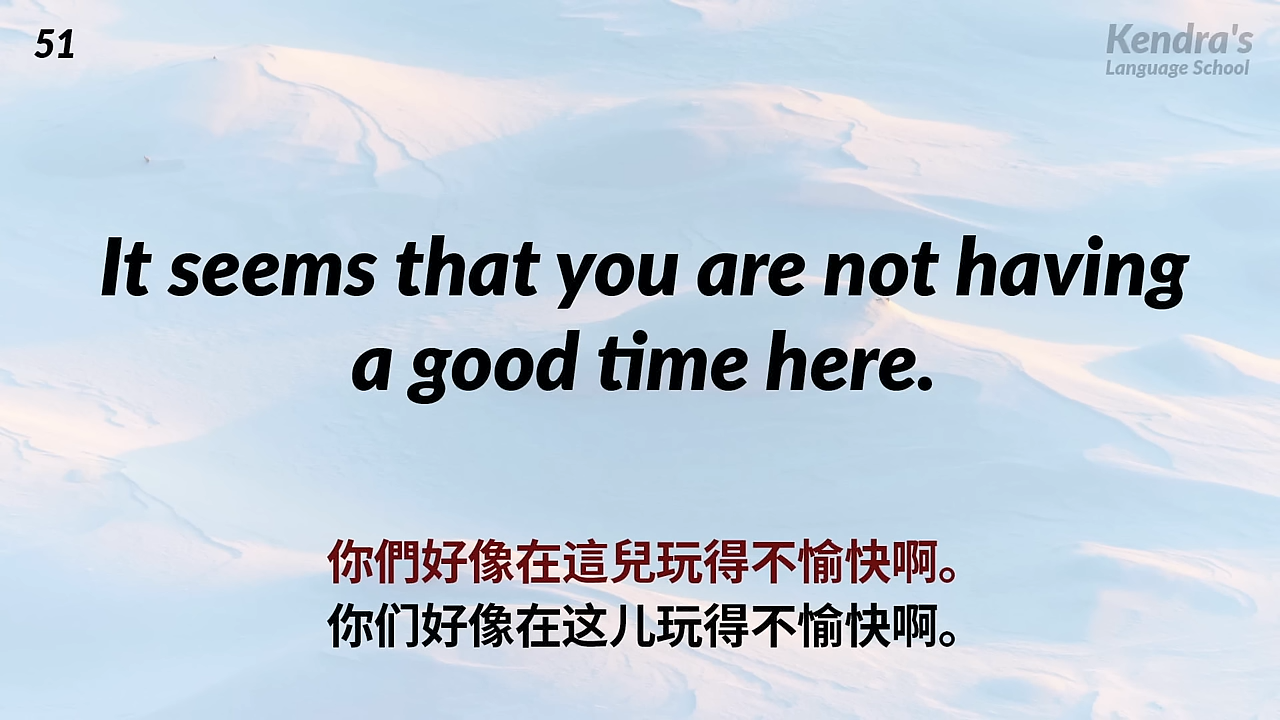 51
Kendra's
Language School
It seems that you are not having
a good time here.
你們好像在這兒玩得不愉快啊。
你们好像在这儿玩得不愉快啊。